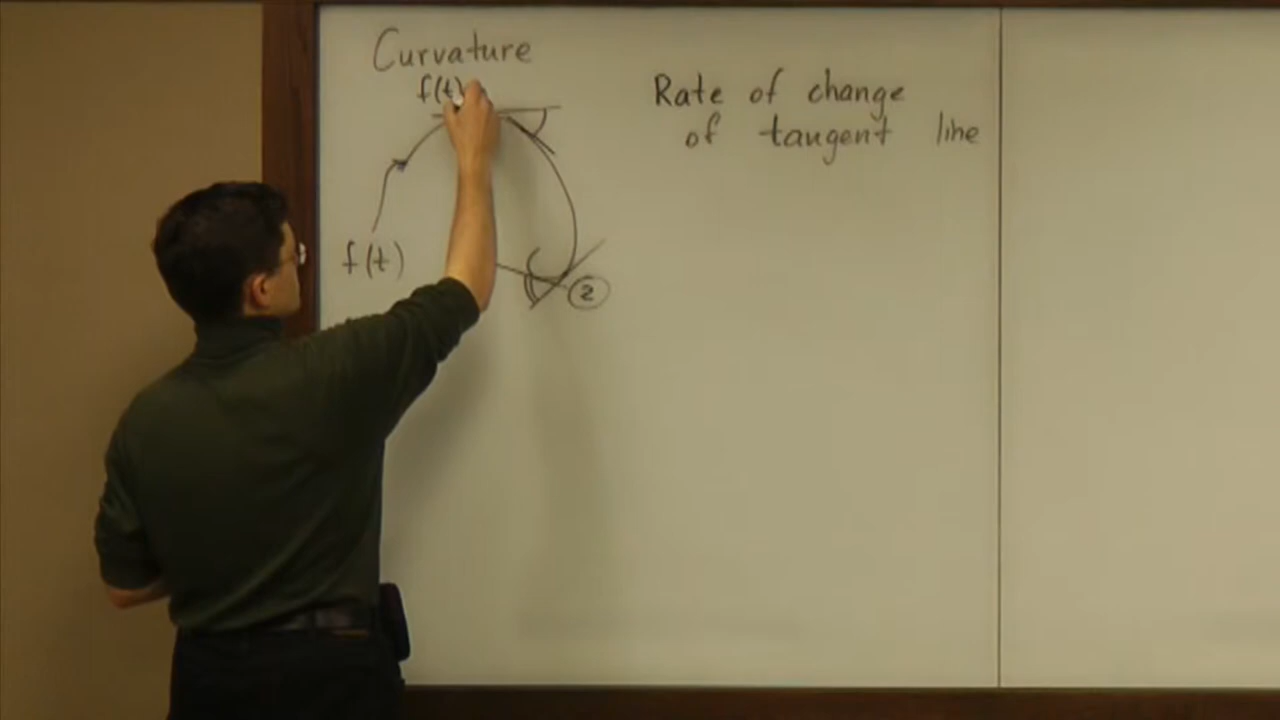 Curvature
f(t)
Rate of change
of tangent line
f(t)
2